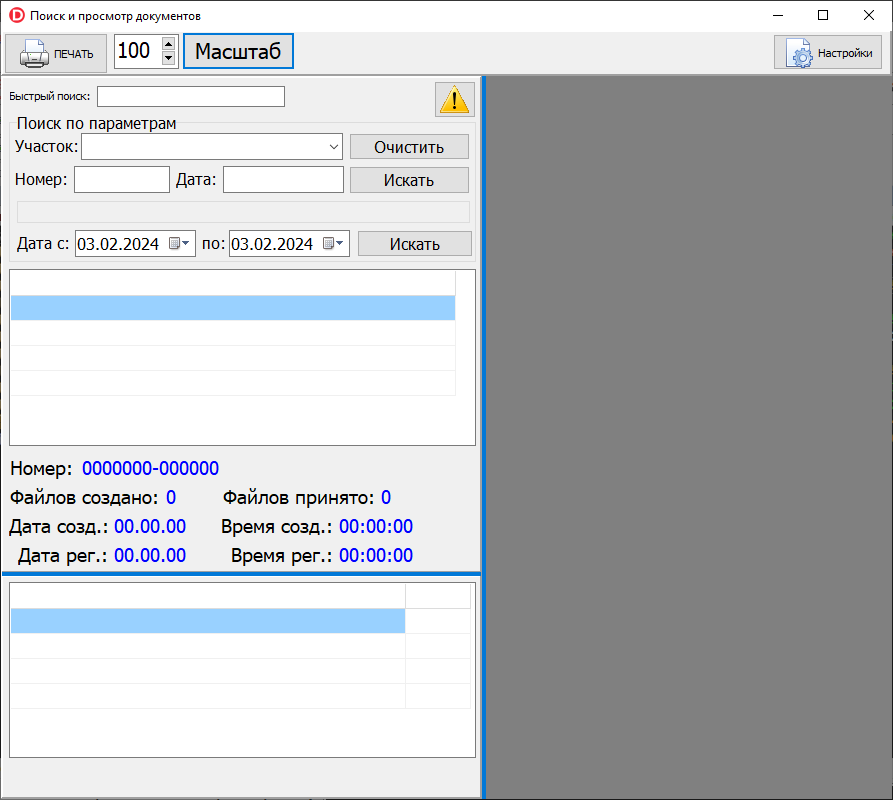 Поиск и просмотр документов
ПЕЧАТЬ 100 Масштаб Настройки
Быстрый поиск:
Поиск по параметрам
Участок: Очистить
Номер: Дата: Искать
Дата с: 03.02.2024 по: 03.02.2024 Искать
Номер: 0000000-000000
Файлов создано: 0 Файлов принято: 0
Дата созд.: 00.00.00 Время созд.: 00:00:00
Дата рег.: 00.00.00 Время рег.: 00:00:00